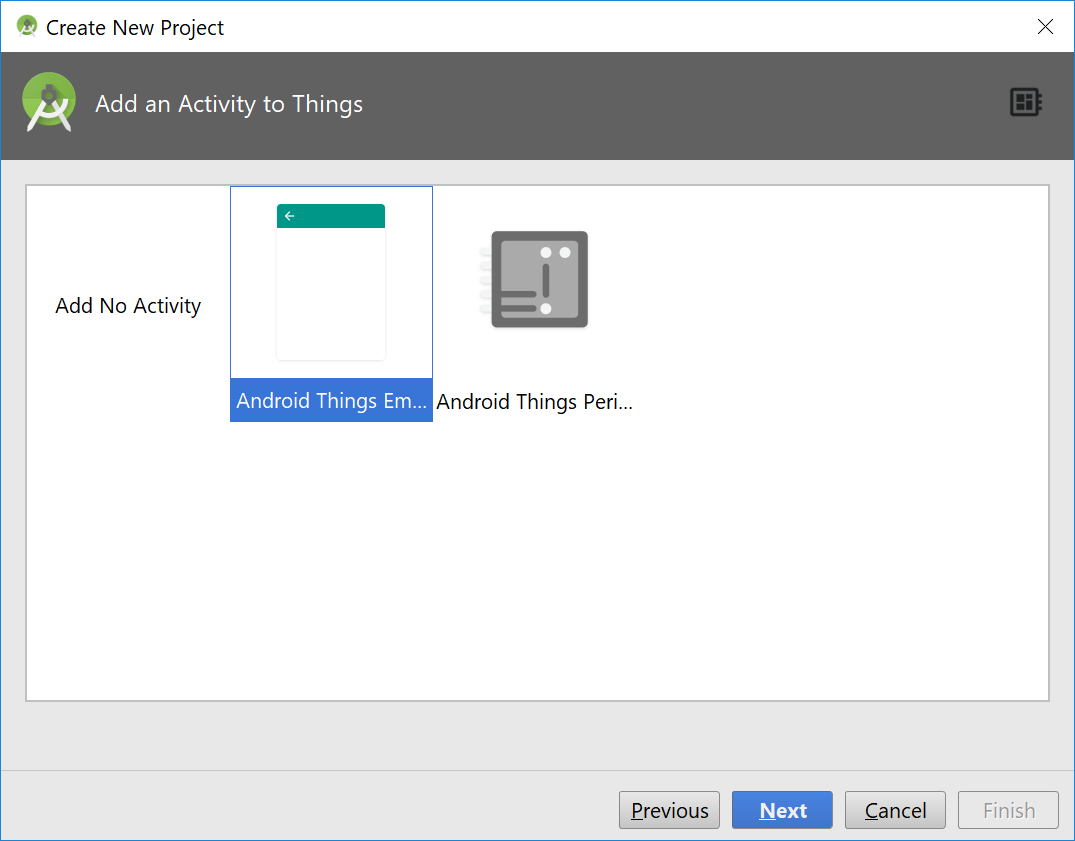 Create New Project
Add an Activity to Things
Add No Activity
Android Things Em...
Android Things Peri...
Previous
Next
Cancel
Finish